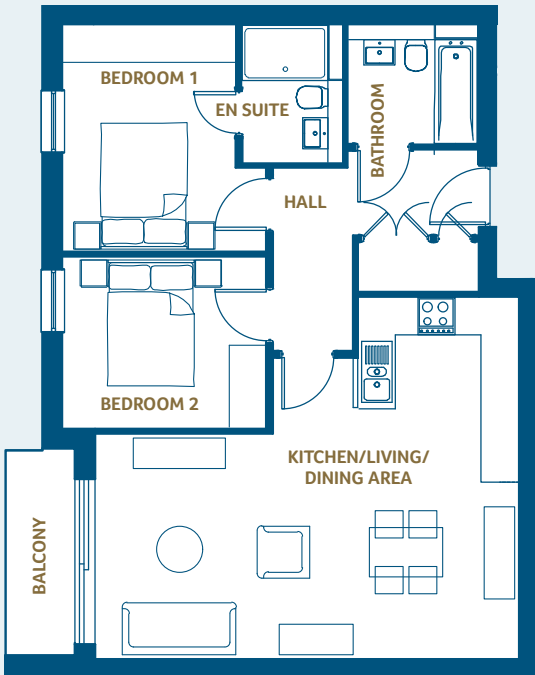 BEDROOM 1
EN SUITE
BATHROOM
HALL
BEDROOM 2
KITCHEN/LIVING/
DINING AREA
BALCONY